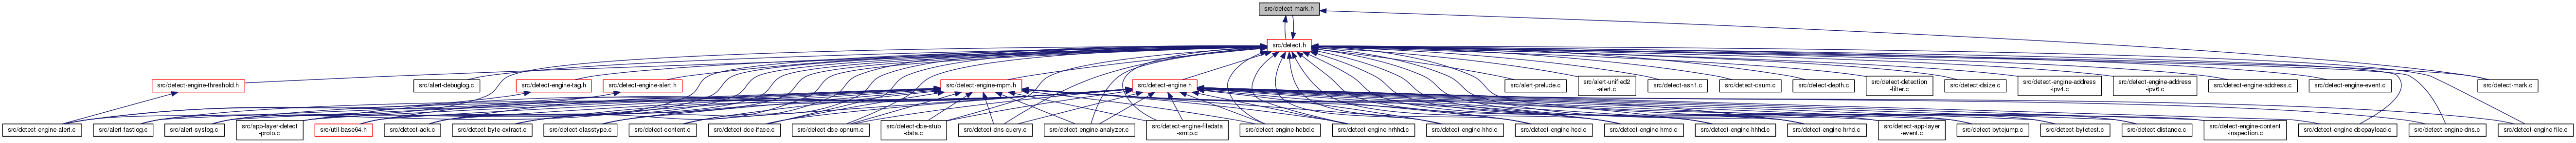 src/detect-mark.h
src/detect.h
src/detect-engine-threshold.h
src/alert-debuglog.c
src/detect-engine-tag.h
src/detect-engine-alert.h
src/detect-engine-mpm.h
src/detect-engine.h
src/alert-prelude.c
src/alert-unified2
-alert.c
src/detect-asn1.c
src/detect-csum.c
src/detect-depth.c
src/detect-detection
-filter.c
src/detect-dsize.c
src/detect-engine-address
-ipv4.c
src/detect-engine-address
-ipv6.c
src/detect-engine-address.c
src/detect-engine-event.c
src/detect-mark.c
src/detect-engine-alert.c
src/alert-fastlog.c
src/alert-syslog.c
src/app-layer-detect
-proto.c
src/util-base64.h
src/detect-ack.c
src/detect-byte-extract.c
src/detect-classtype.c
src/detect-content.c
src/detect-dce-iface.c
src/detect-dce-opnum.c
src/detect-dce-stub
-data.c
src/detect-dns-query.c
src/detect-engine-analyzer.c
src/detect-engine-filedata
-smtp.c
src/detect-engine-hcbd.c
src/detect-engine-hrhhd.c
src/detect-engine-hhd.c
src/detect-engine-hcd.c
src/detect-engine-hmd.c
src/detect-engine-hhhd.c
src/detect-engine-hrhd.c
src/detect-app-layer
-event.c
src/detect-bytejump.c
src/detect-bytetest.c
src/detect-distance.c
src/detect-engine-content
-inspection.c
src/detect-engine-dcepayload.c
src/detect-engine-dns.c
src/detect-engine-file.c